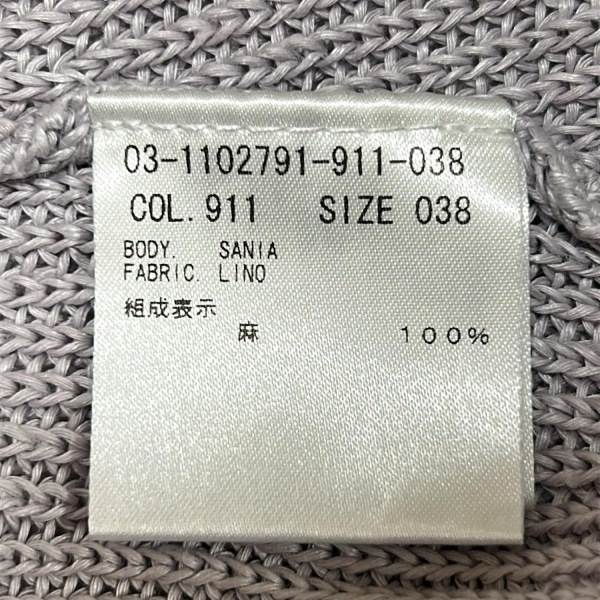 03-1102791-911-038
COL. 911 SIZE 038
BODY. SANIA
FABRIC. LINO
組成表示
麻 100%